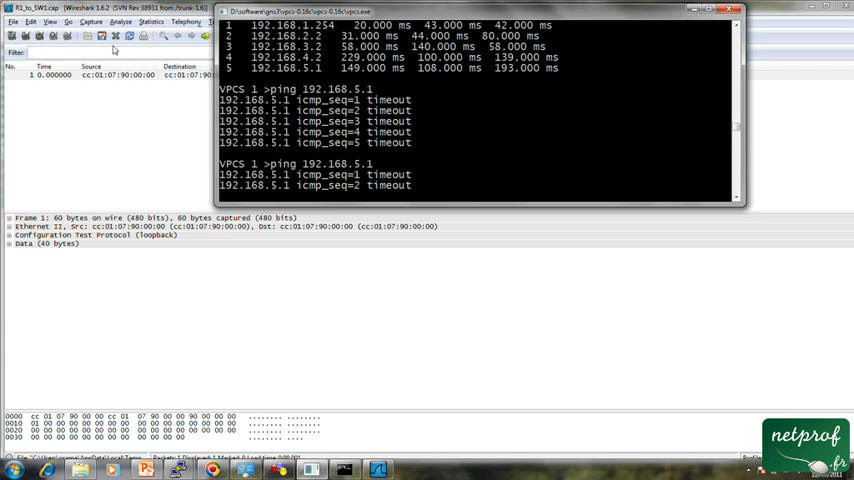 R1_to_SW1.cap [Wireshark 1.6.2 (SVN Rev 38931 from /trunk-1.6)]
File Edit View Go Capture Analyze Statistics Telephony
Filter:
No. Time Source Destination
1 0.000000 cc:01:07:90:00:00 cc:01:07:90:00
D:\software\gns3\vpcs-0.16c\vpcs-0.16c\vpcs.exe
1 192.168.1.254 20.000 ms 43.000 ms 42.000 ms
2 192.168.2.2 31.000 ms 44.000 ms 80.000 ms
3 192.168.3.2 58.000 ms 140.000 ms 58.000 ms
4 192.168.4.2 229.000 ms 100.000 ms 139.000 ms
5 192.168.5.1 149.000 ms 108.000 ms 193.000 ms
VPCS 1 >ping 192.168.5.1
192.168.5.1 icmp_seq=1 timeout
192.168.5.1 icmp_seq=2 timeout
192.168.5.1 icmp_seq=3 timeout
192.168.5.1 icmp_seq=4 timeout
192.168.5.1 icmp_seq=5 timeout
VPCS 1 >ping 192.168.5.1
192.168.5.1 icmp_seq=1 timeout
192.168.5.1 icmp_seq=2 timeout
Frame 1: 60 bytes on wire (480 bits), 60 bytes captured (480 bits)
Ethernet II, Src: cc:01:07:90:00:00 (cc:01:07:90:00:00), Dst: cc:01:07:90:00:00 (cc:01:07:90:00:00)
Configuration Test Protocol (loopback)
Data (40 bytes)
0000 cc 01 07 90 00 00 cc 01 07 90 00 00 90 00 00 00 ........ ........
0010 01 00 00 00 00 00 00 00 00 00 00 00 00 00 00 00 ........ ........
0020 00 00 00 00 00 00 00 00 00 00 00 00 00 00 00 00 ........ ........
0030 00 00 00 00 00 00 00 00 00 00 00 00 ........ ....
netprof
.fr